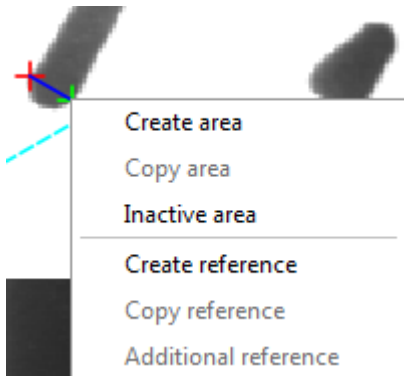 Create area
Copy area
Inactive area
Create reference
Copy reference
Additional reference